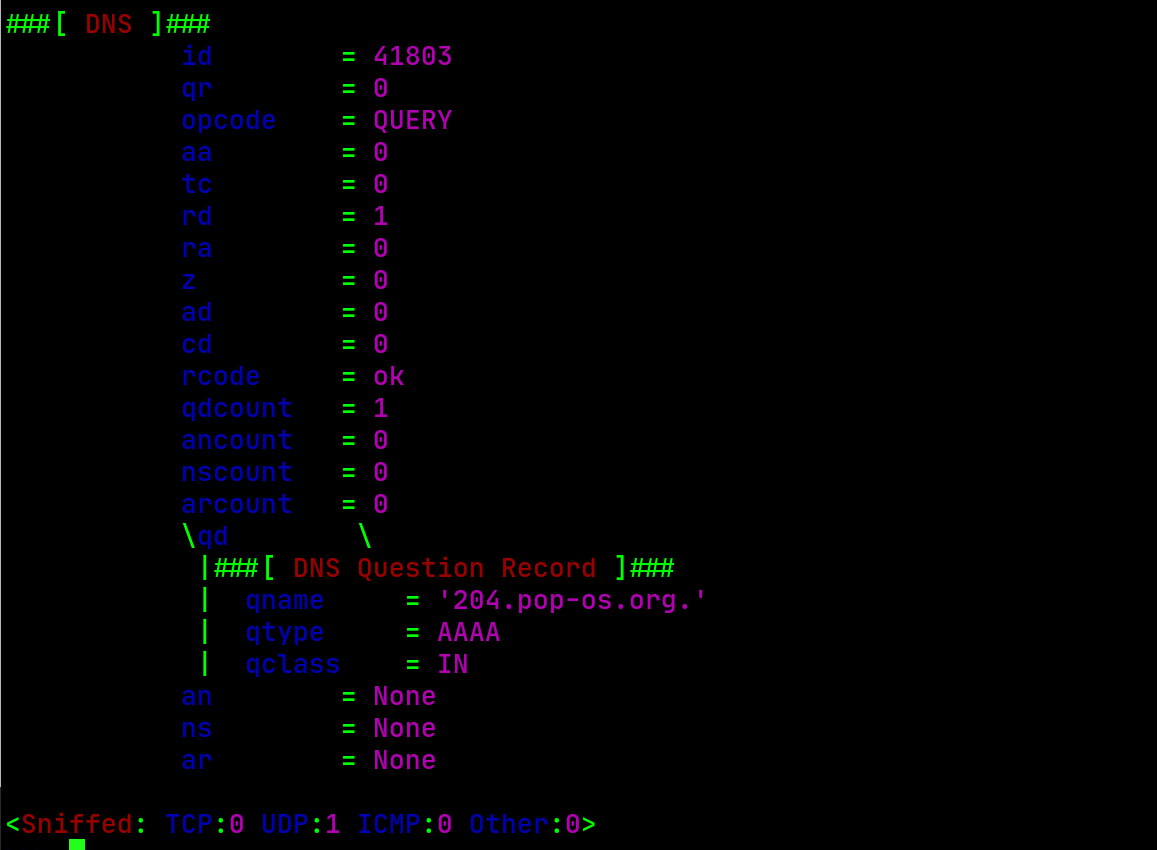 ###[ DNS ]###
id = 41803
qr = 0
opcode = QUERY
aa = 0
tc = 0
rd = 1
ra = 0
z = 0
ad = 0
cd = 0
rcode = ok
qdcount = 1
ancount = 0
nscount = 0
arcount = 0
\qd \
|###[ DNS Question Record ]###
| qname = '204.pop-os.org.'
| qtype = AAAA
| qclass = IN
an = None
ns = None
ar = None
<Sniffed: TCP:0 UDP:1 ICMP:0 Other:0>